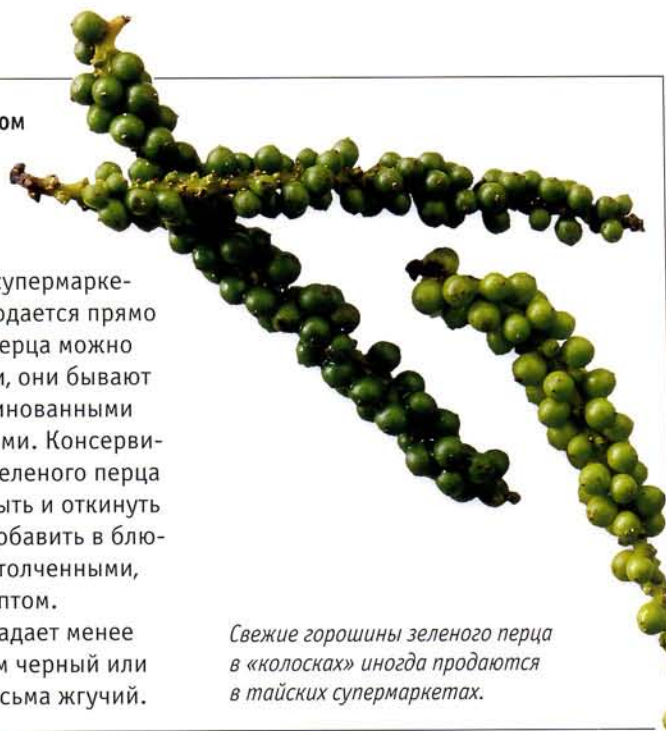 ом
супермарке-
одается прямо
ерца можно
и, они бывают
инованными
ми. Консерви-
еленого перца
ыть и откинуть
обавить в блю-
толченными,
птом.
адает менее
м черный или
сьма жгучий.
Свежие горошины зеленого перца
в «колосках» иногда продаются
в тайских супермаркетах.